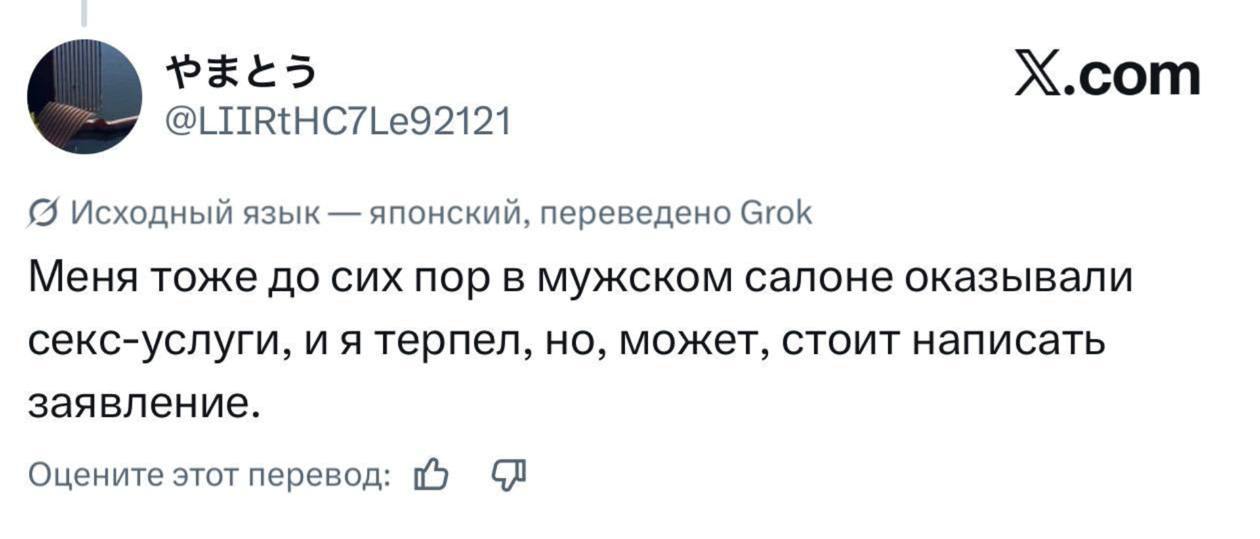 やまとう
X.com
@LIIRtHC7Le92121
Исходный язык — японский, переведено Grok
Меня тоже до сих пор в мужском салоне оказывали
секс-услуги, и я терпел, но, может, стоит написать
заявление.
Оцените этот перевод: